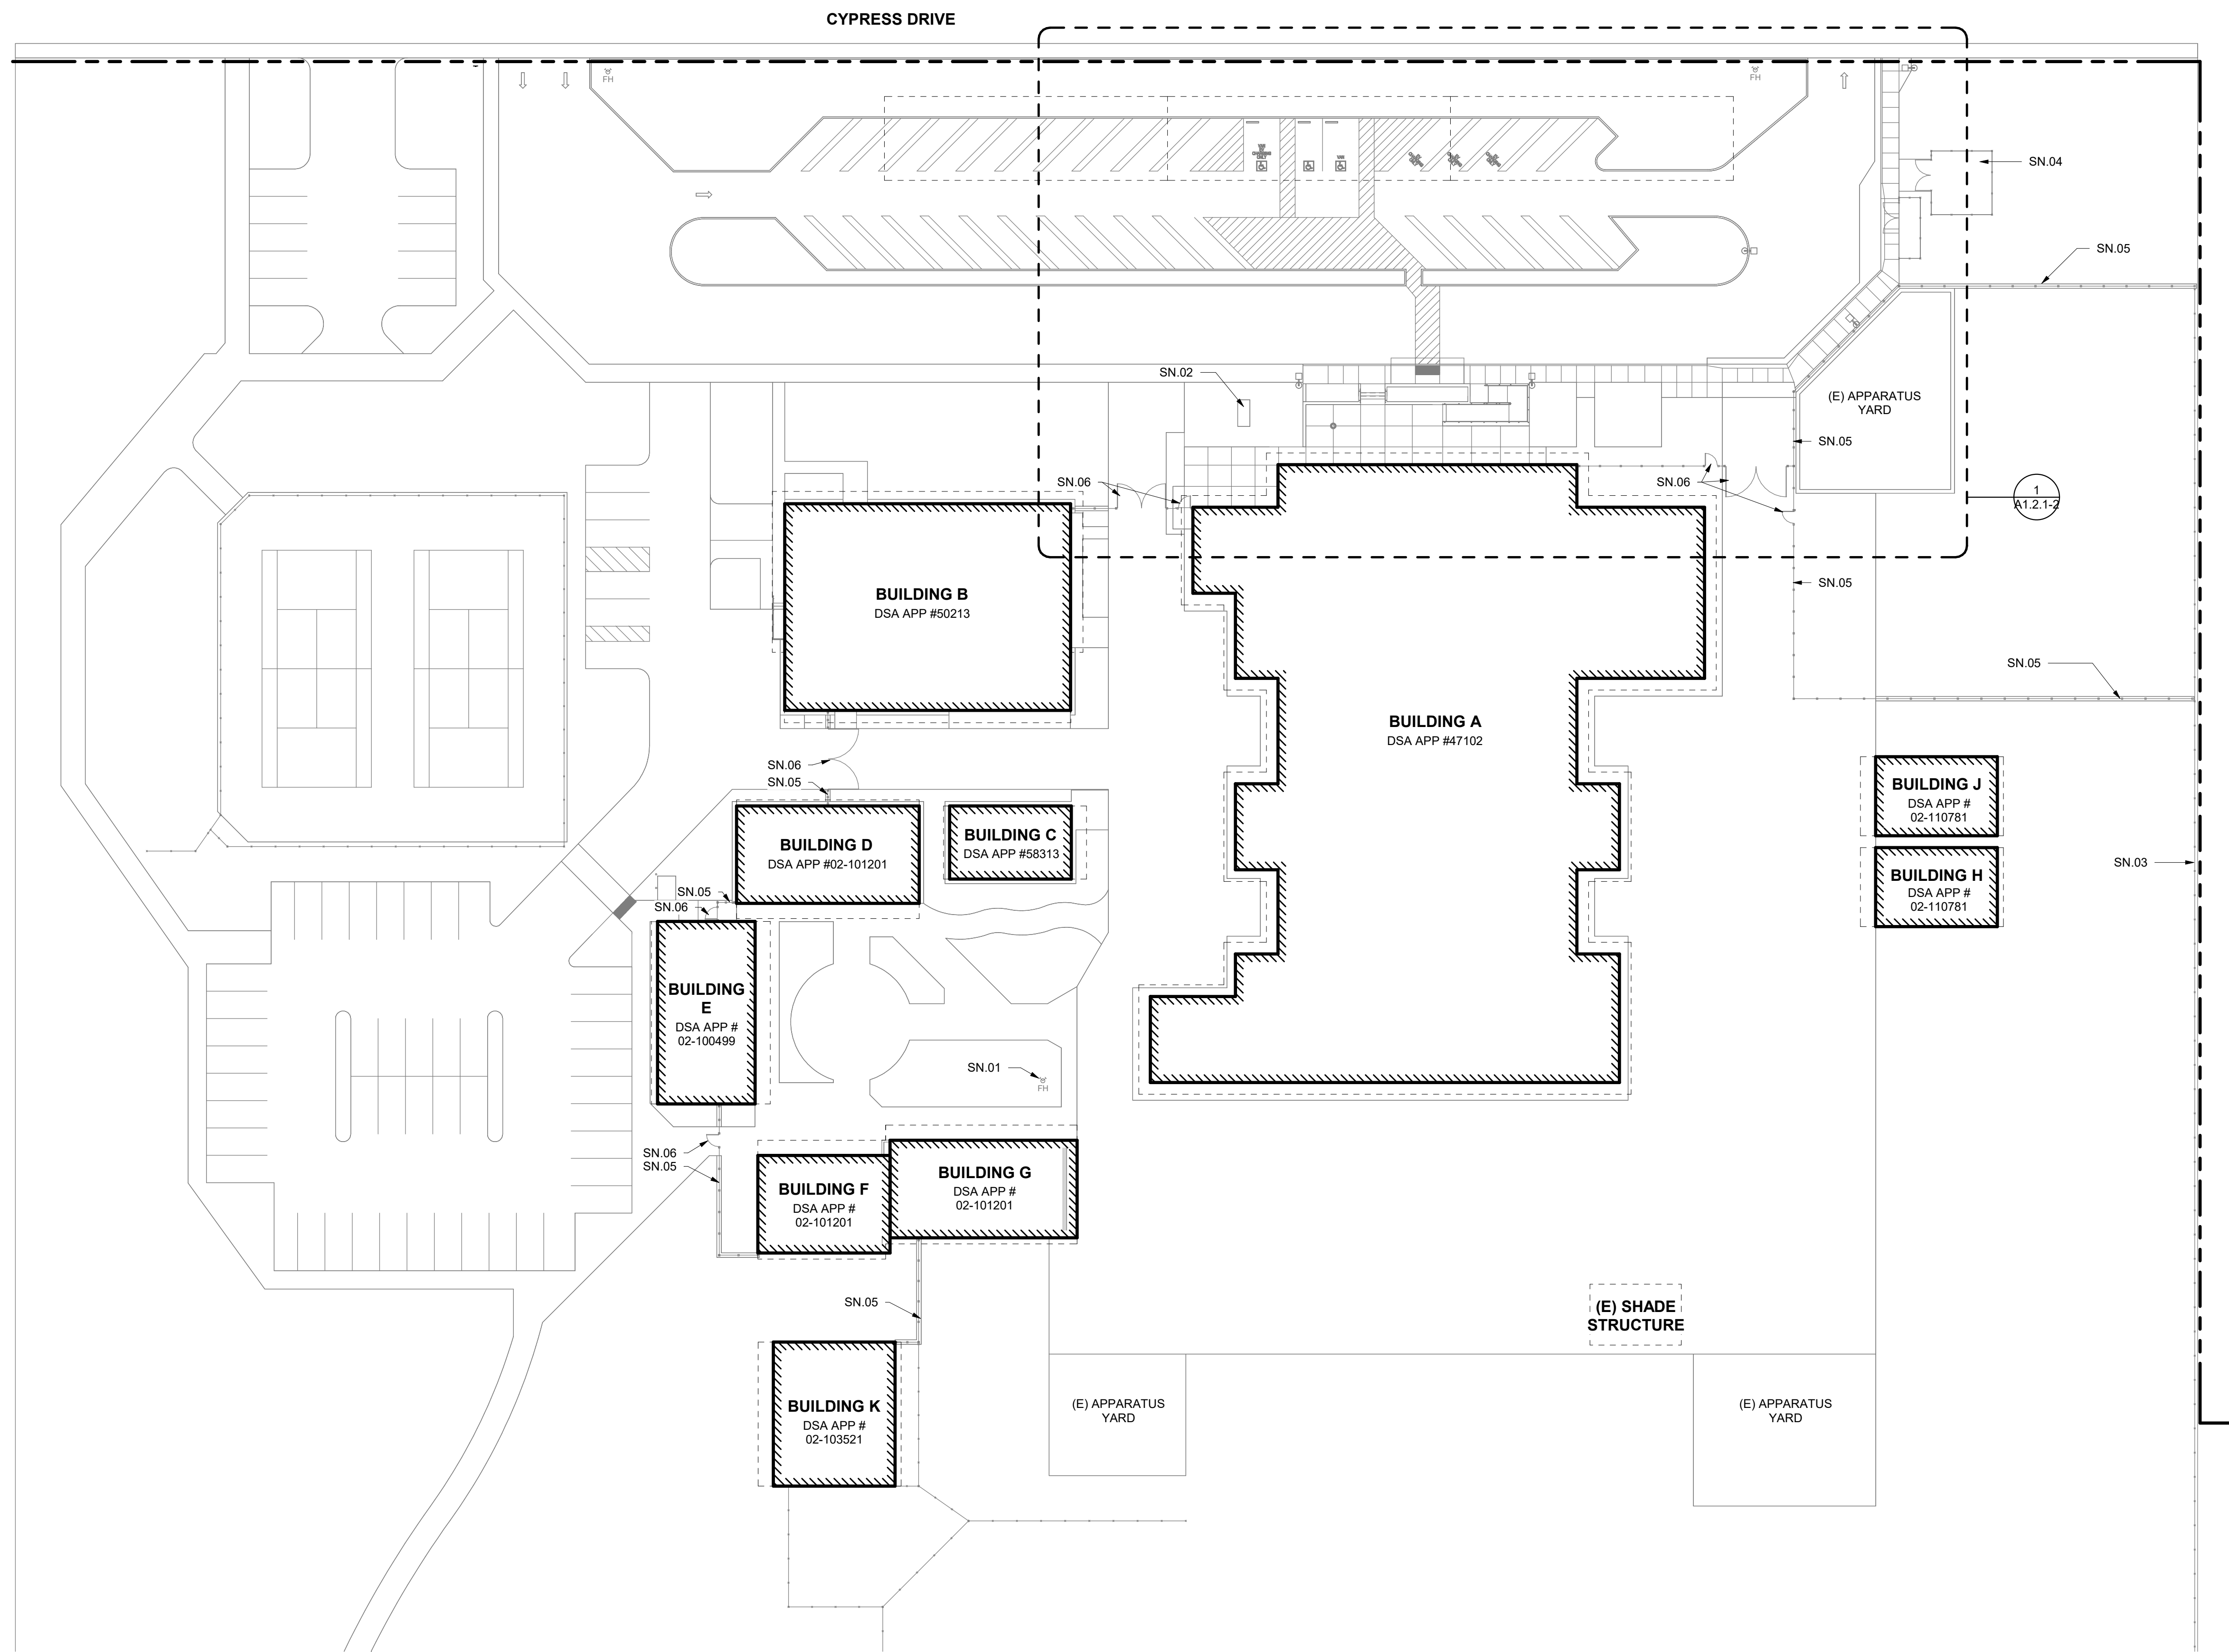 CYPRESS DRIVE
FH
FH
VAN
EV
CHARGING
ONLY
VAN
SN.04
SN.05
SN.02
(E) APPARATUS
YARD
SN.05
SN.06
SN.06
1
A1.2.1-2
BUILDING B
DSA APP #50213
SN.05
SN.05
BUILDING A
DSA APP #47102
SN.06
SN.05
BUILDING J
DSA APP #
02-110781
BUILDING D
DSA APP #02-101201
BUILDING C
DSA APP #58313
SN.03
BUILDING H
DSA APP #
02-110781
SN.05
SN.06
BUILDING
E
DSA APP #
02-100499
SN.01
FH
SN.06
SN.05
BUILDING F
DSA APP #
02-101201
BUILDING G
DSA APP #
02-101201
SN.05
(E) SHADE
STRUCTURE
BUILDING K
DSA APP #
02-103521
(E) APPARATUS
YARD
(E) APPARATUS
YARD